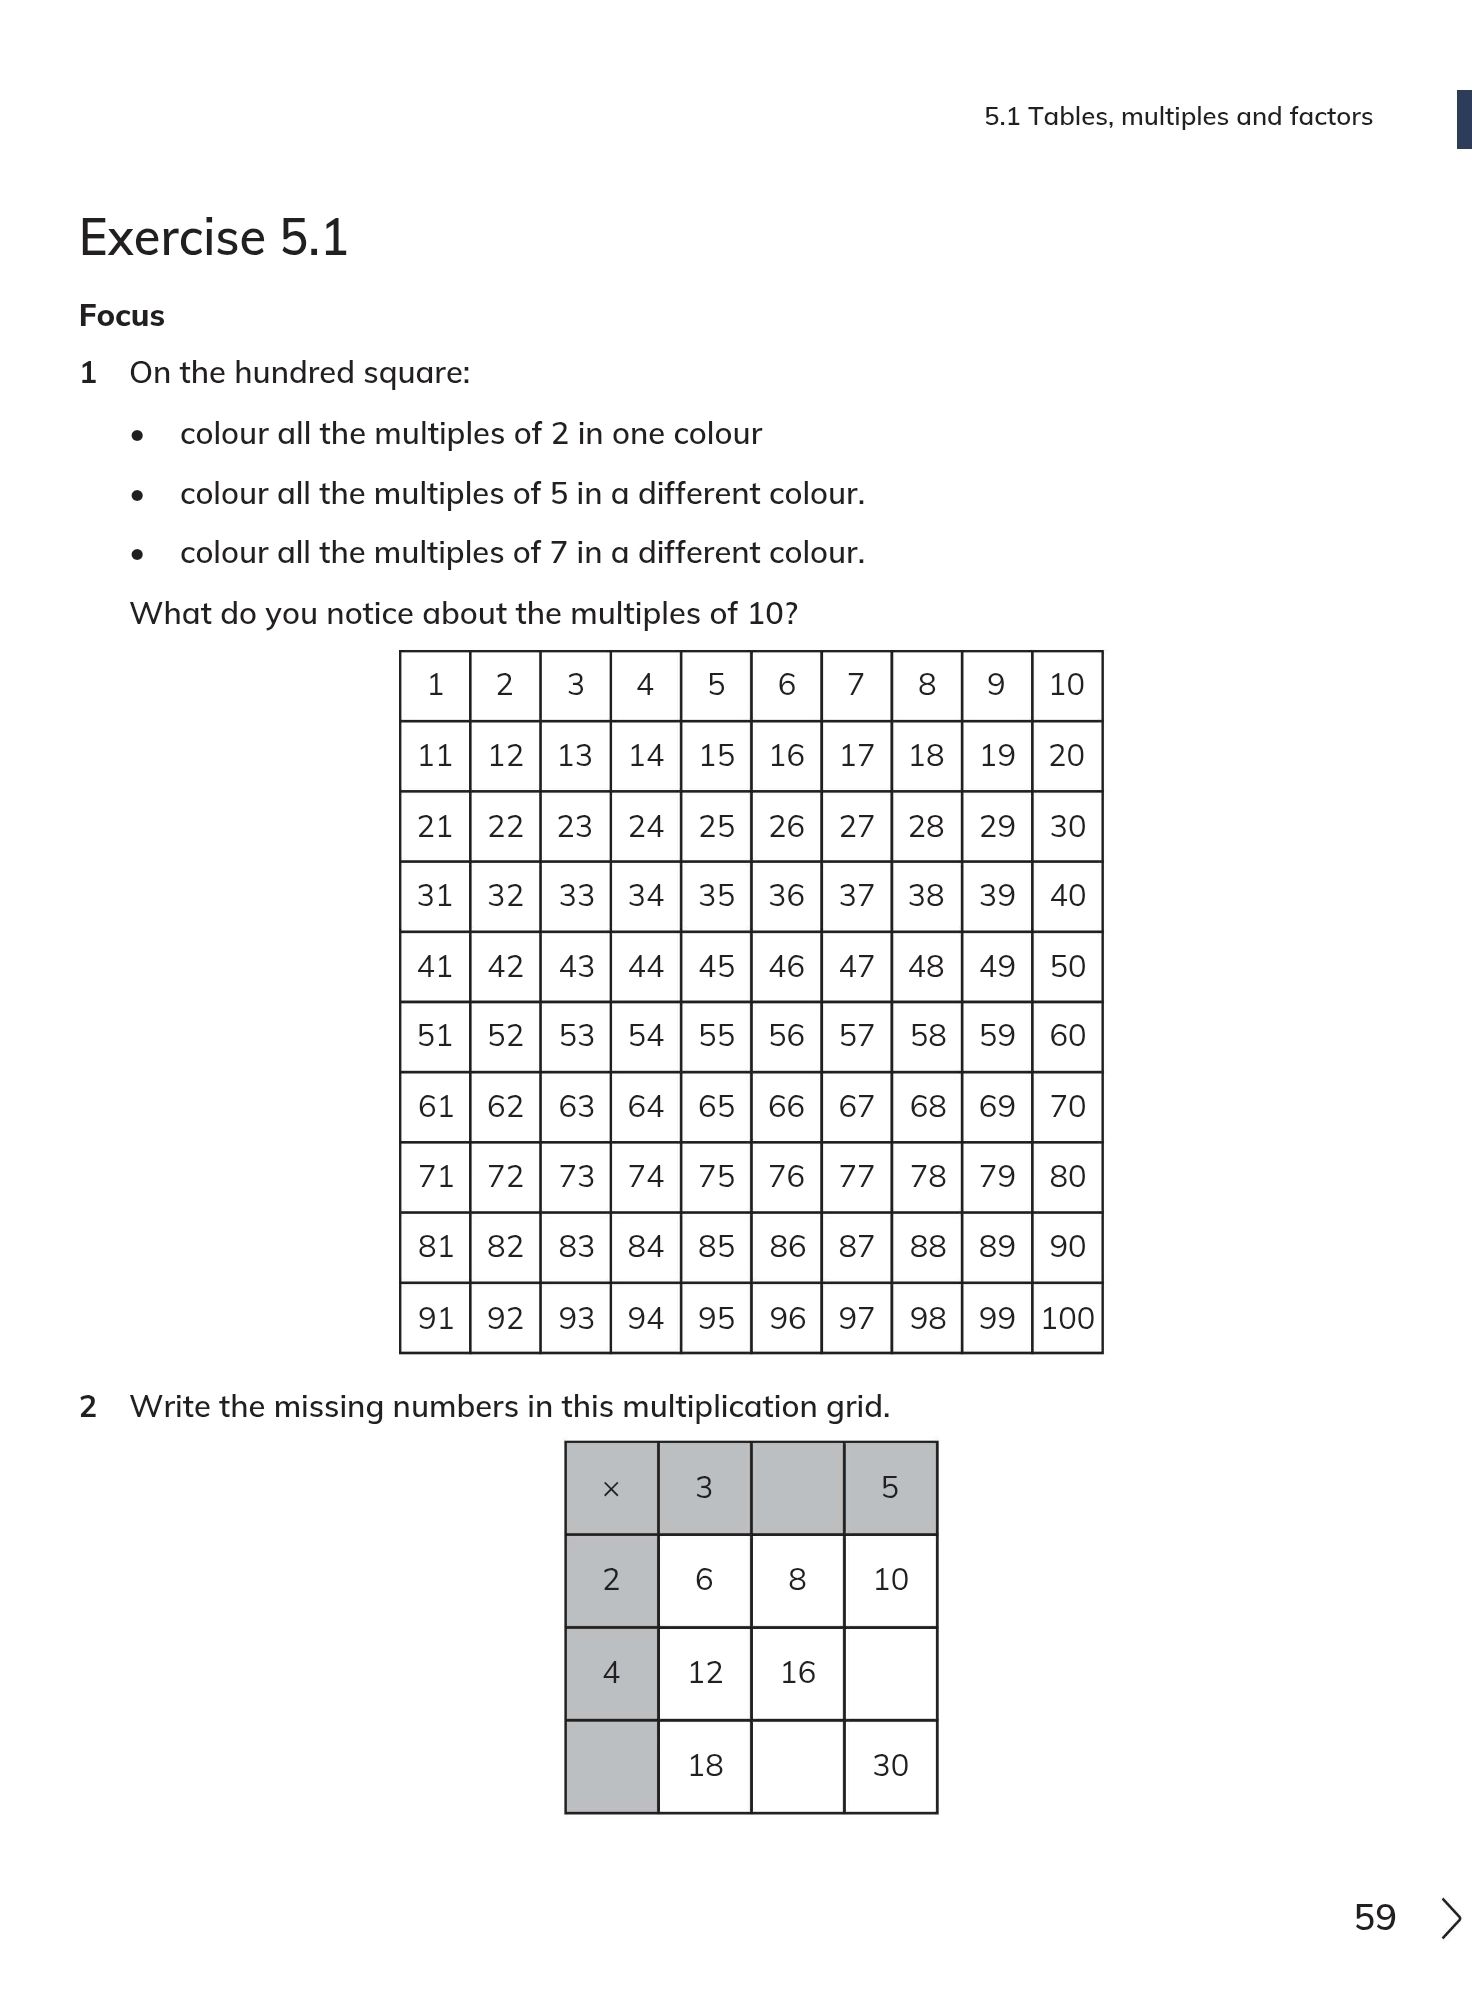 5.1 Tables, multiples and factors
Exercise 5.1
Focus
1 On the hundred square:
• colour all the multiples of 2 in one colour
• colour all the multiples of 5 in a different colour.
• colour all the multiples of 7 in a different colour.
What do you notice about the multiples of 10?
1 2 3 4 5 6 7 8 9 10
11 12 13 14 15 16 17 18 19 20
21 22 23 24 25 26 27 28 29 30
31 32 33 34 35 36 37 38 39 40
41 42 43 44 45 46 47 48 49 50
51 52 53 54 55 56 57 58 59 60
61 62 63 64 65 66 67 68 69 70
71 72 73 74 75 76 77 78 79 80
81 82 83 84 85 86 87 88 89 90
91 92 93 94 95 96 97 98 99 100
2 Write the missing numbers in this multiplication grid.
× 3 5
2 6 8 10
4 12 16
18 30
59